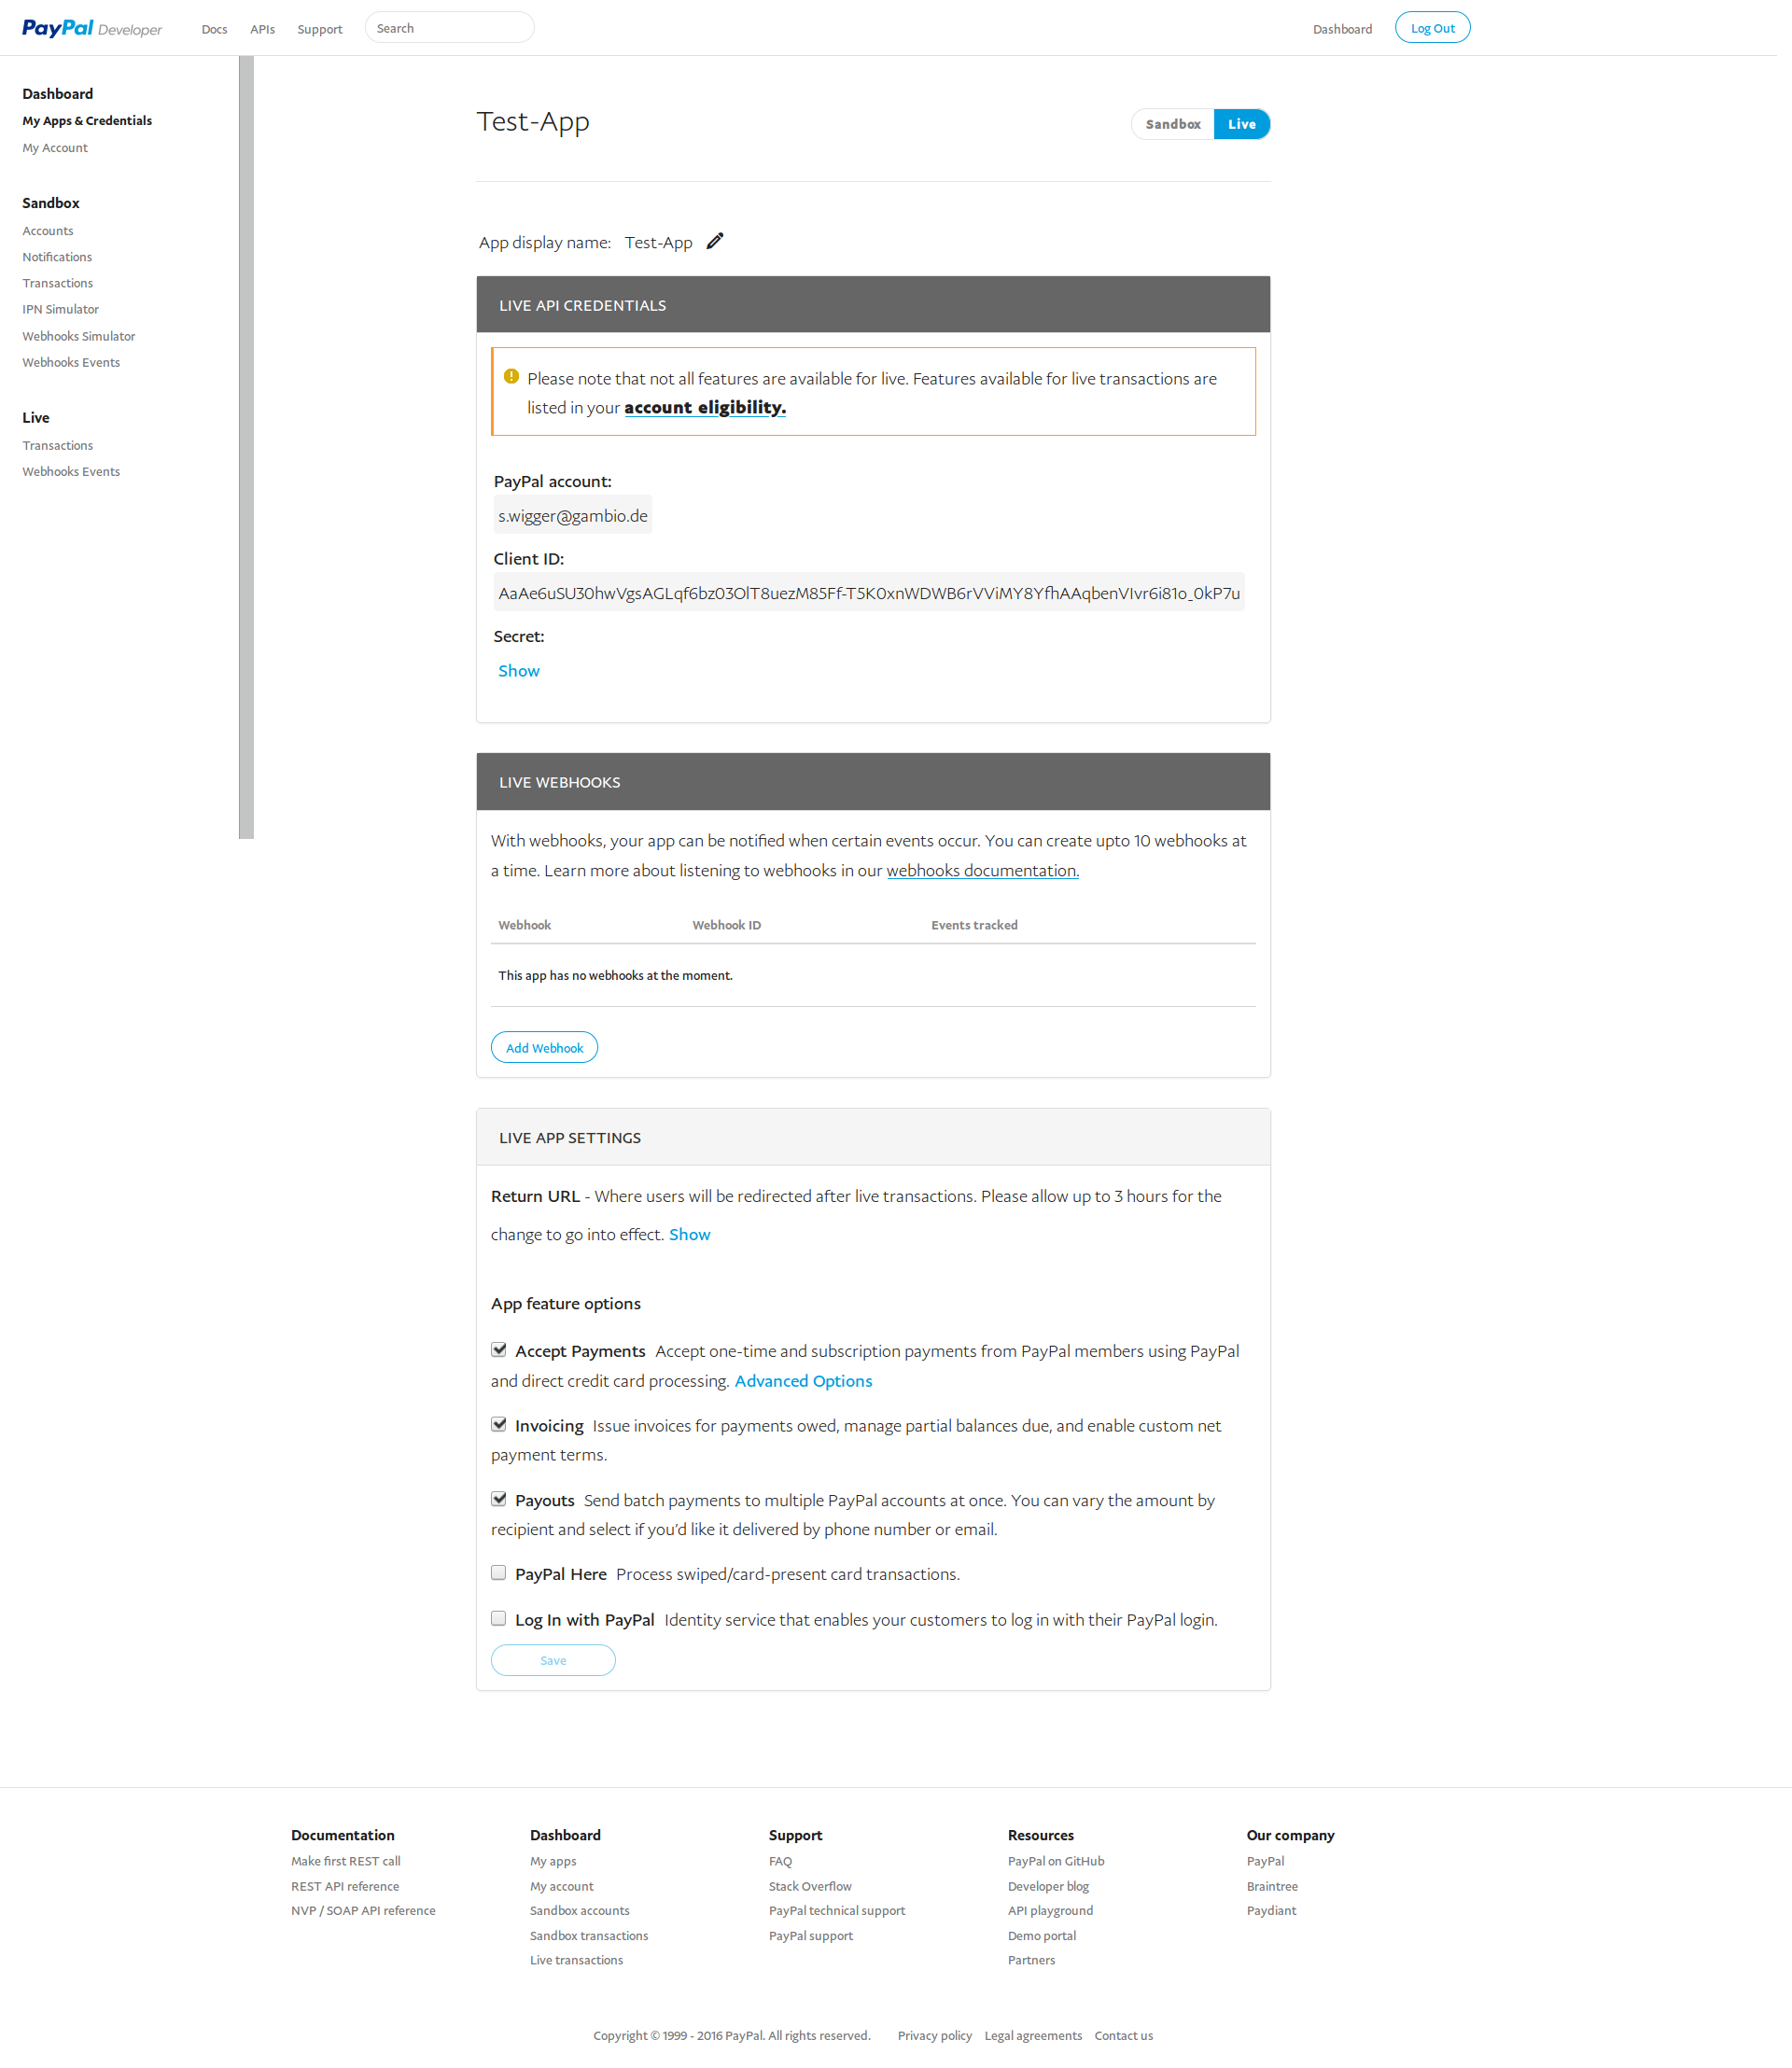 PayPal Developer Docs APIs Support Search Dashboard Log Out
Dashboard
My Apps & Credentials
My Account
Sandbox
Accounts
Notifications
Transactions
IPN Simulator
Webhooks Simulator
Webhooks Events
Live
Transactions
Webhooks Events
Test-App
Sandbox Live
App display name: Test-App
LIVE API CREDENTIALS
Please note that not all features are available for live. Features available for live transactions are
listed in your account eligibility.
PayPal account:
s.wigger@gambio.de
Client ID:
AaAe6uSU30hwVgsAGLqf6bz03OlT8uezM85Ff-T5K0xnWDWB6rVViMY8YfhAAqbenVIvr6i81o_0kP7u
Secret:
Show
LIVE WEBHOOKS
With webhooks, your app can be notified when certain events occur. You can create upto 10 webhooks at
a time. Learn more about listening to webhooks in our webhooks documentation.
Webhook Webhook ID Events tracked
This app has no webhooks at the moment.
Add Webhook
LIVE APP SETTINGS
Return URL - Where users will be redirected after live transactions. Please allow up to 3 hours for the
change to go into effect. Show
App feature options
Accept Payments Accept one-time and subscription payments from PayPal members using PayPal
and direct credit card processing. Advanced Options
Invoicing Issue invoices for payments owed, manage partial balances due, and enable custom net
payment terms.
Payouts Send batch payments to multiple PayPal accounts at once. You can vary the amount by
recipient and select if you'd like it delivered by phone number or email.
PayPal Here Process swiped/card-present card transactions.
Log In with PayPal Identity service that enables your customers to log in with their PayPal login.
Save
Documentation
Make first REST call
REST API reference
NVP / SOAP API reference
Dashboard
My apps
My account
Sandbox accounts
Sandbox transactions
Live transactions
Support
FAQ
Stack Overflow
PayPal technical support
PayPal support
Resources
PayPal on GitHub
Developer blog
API playground
Demo portal
Partners
Our company
PayPal
Braintree
Paydiant
Copyright © 1999 - 2016 PayPal. All rights reserved. Privacy policy Legal agreements Contact us